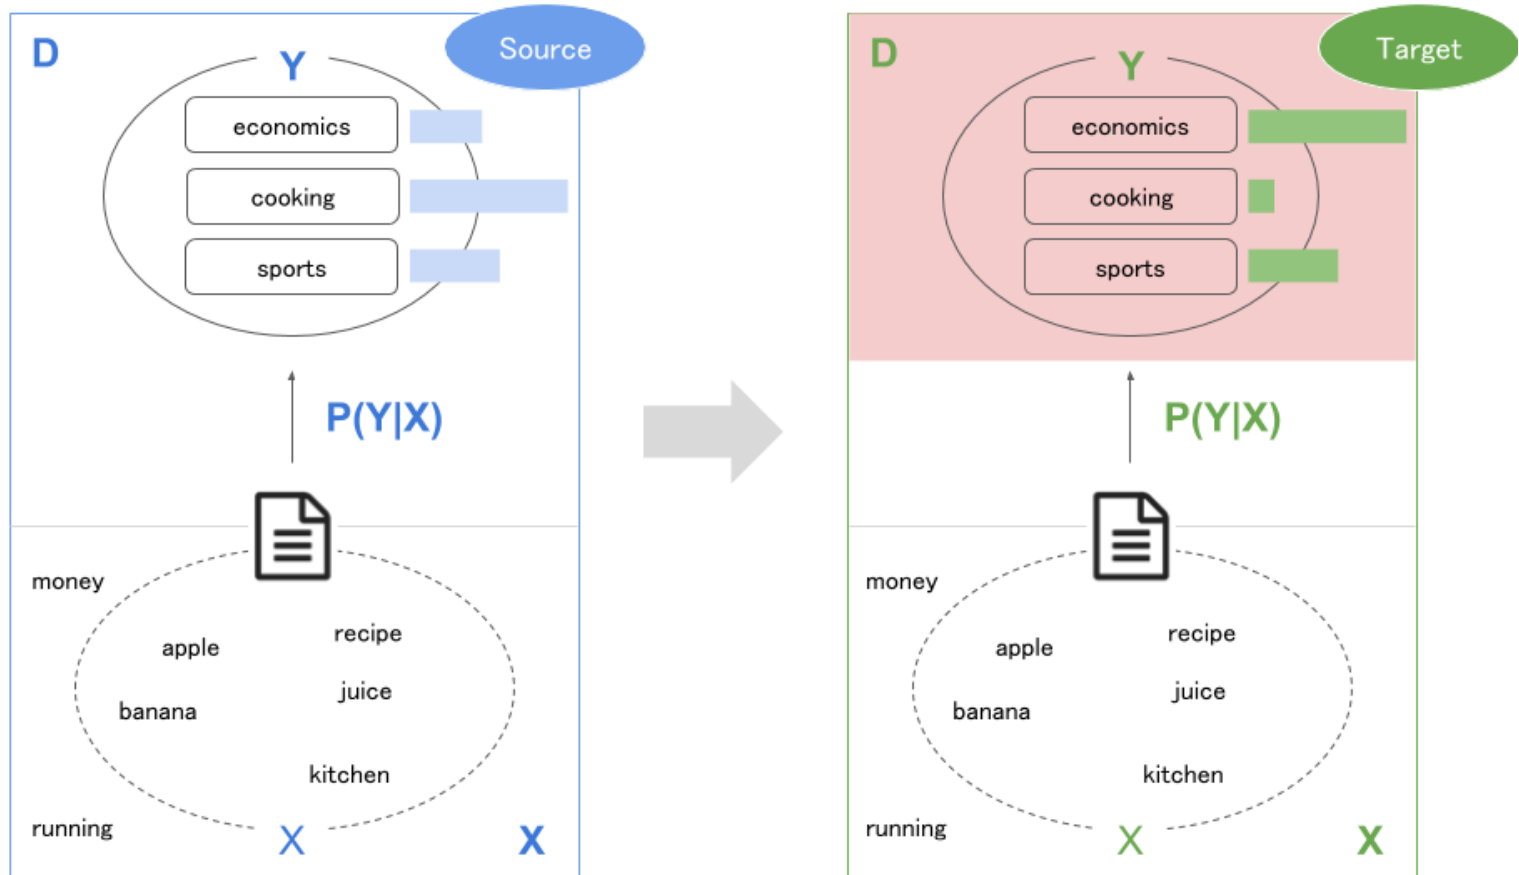 D
Y
Source
economics
cooking
sports
P(Y|X)
money
apple
recipe
juice
banana
kitchen
running
X
X
D
Y
Target
economics
cooking
sports
P(Y|X)
money
apple
recipe
juice
banana
kitchen
running
X
X